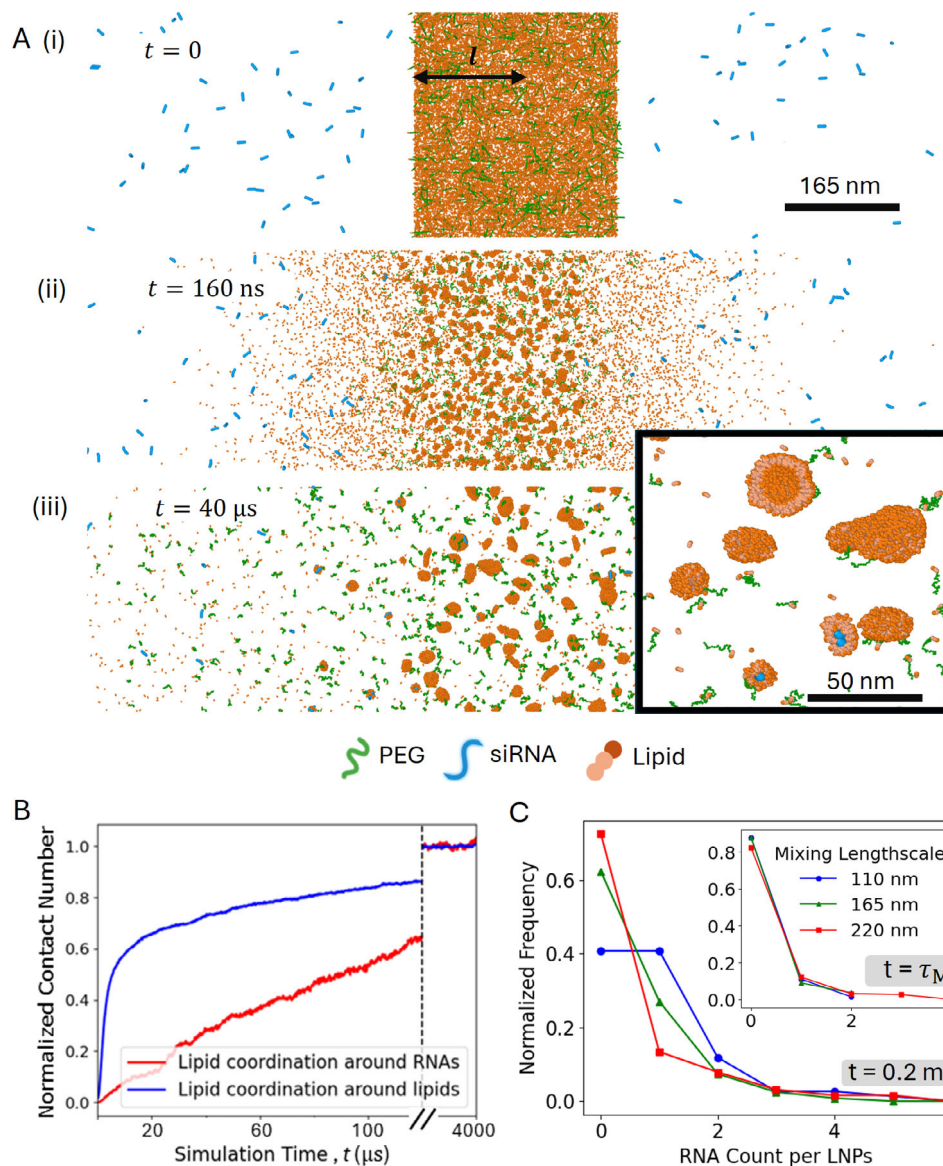 A (i)
t = 0
l
165 nm
(ii)
t = 160 ns
(iii)
t = 40 μs
50 nm
PEG
siRNA
Lipid
B
Normalized Contact Number
1.0
0.8
0.6
0.4
0.2
0.0
Lipid coordination around RNAs
Lipid coordination around lipids
20
60
100
4000
Simulation Time , t (μs)
C
Normalized Frequency
0.6
0.4
0.2
0.0
0
2
4
RNA Count per LNPs
t = 0.2 m
0.8
0.6
0.4
0.2
0.0
0
2
Mixing Lengthscale
110 nm
165 nm
220 nm
t = τM